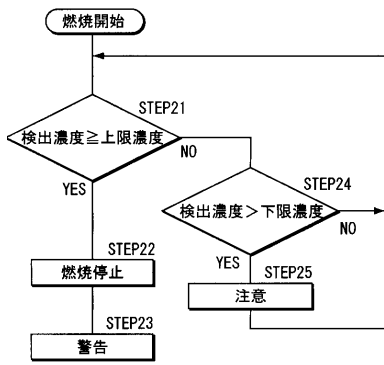 燃焼開始
STEP21
検出濃度≧上限濃度
NO
YES
STEP24
検出濃度>下限濃度
NO
YES
STEP22
燃焼停止
STEP25
注意
STEP23
警告